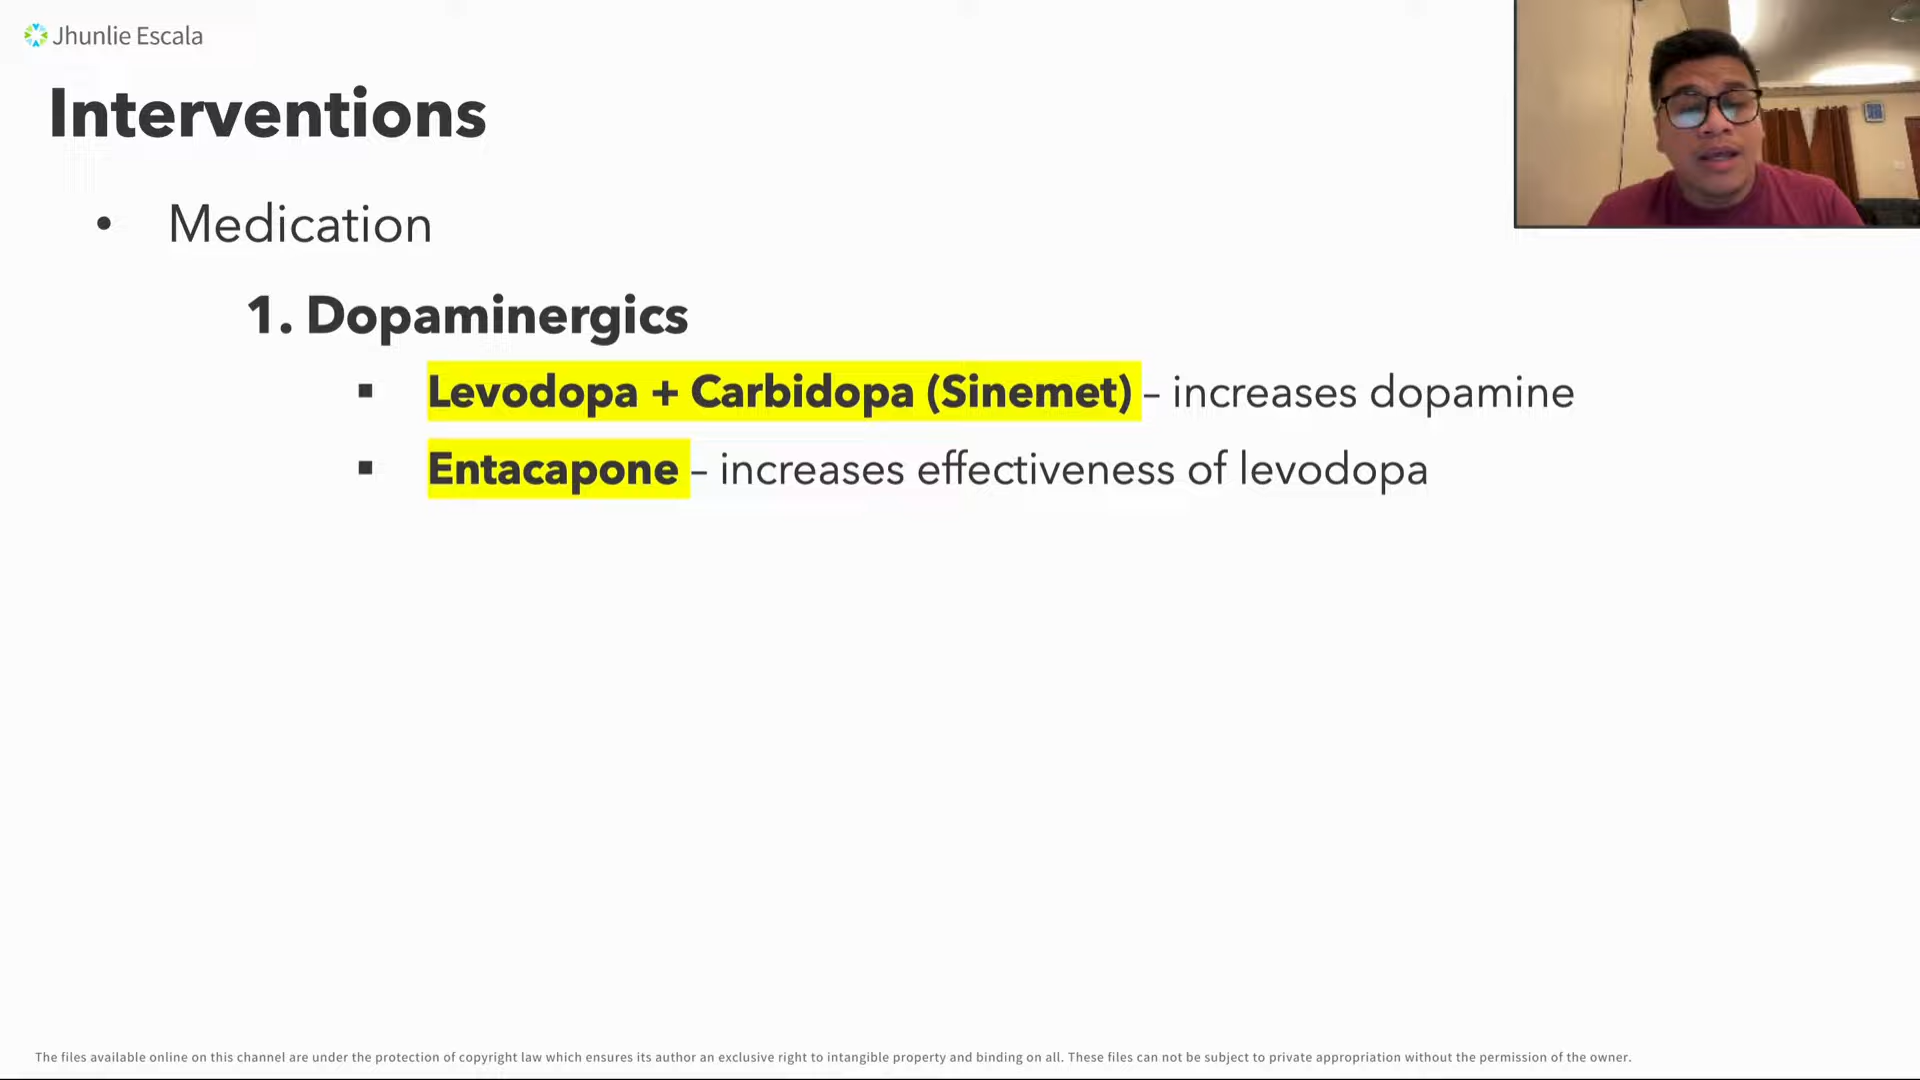 Jhunlie Escala
Interventions
• Medication
1. Dopaminergics
▪ Levodopa + Carbidopa (Sinemet) – increases dopamine
▪ Entacapone – increases effectiveness of levodopa
The files available online on this channel are under the protection of copyright law which ensures its author an exclusive right to intangible property and binding on all. These files can not be subject to private appropriation without the permission of the owner.